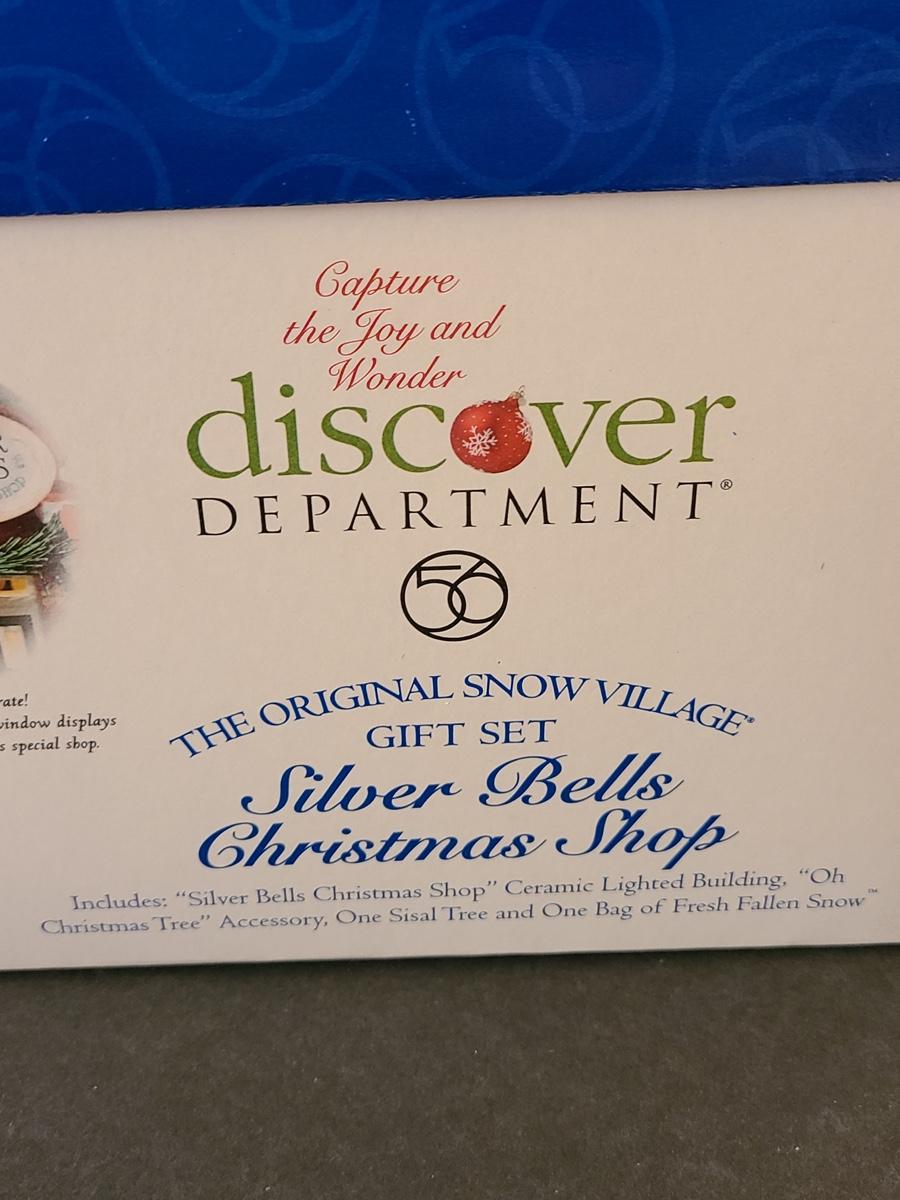 Capture
the Joy and
Wonder
discover
DEPARTMENT®
56
THE ORIGINAL SNOW VILLAGE®
GIFT SET
Silver Bells
Christmas Shop
Includes: “Silver Bells Christmas Shop” Ceramic Lighted Building, “Oh
Christmas Tree” Accessory, One Sisal Tree and One Bag of Fresh Fallen Snow™
rate!
window displays
s special shop.